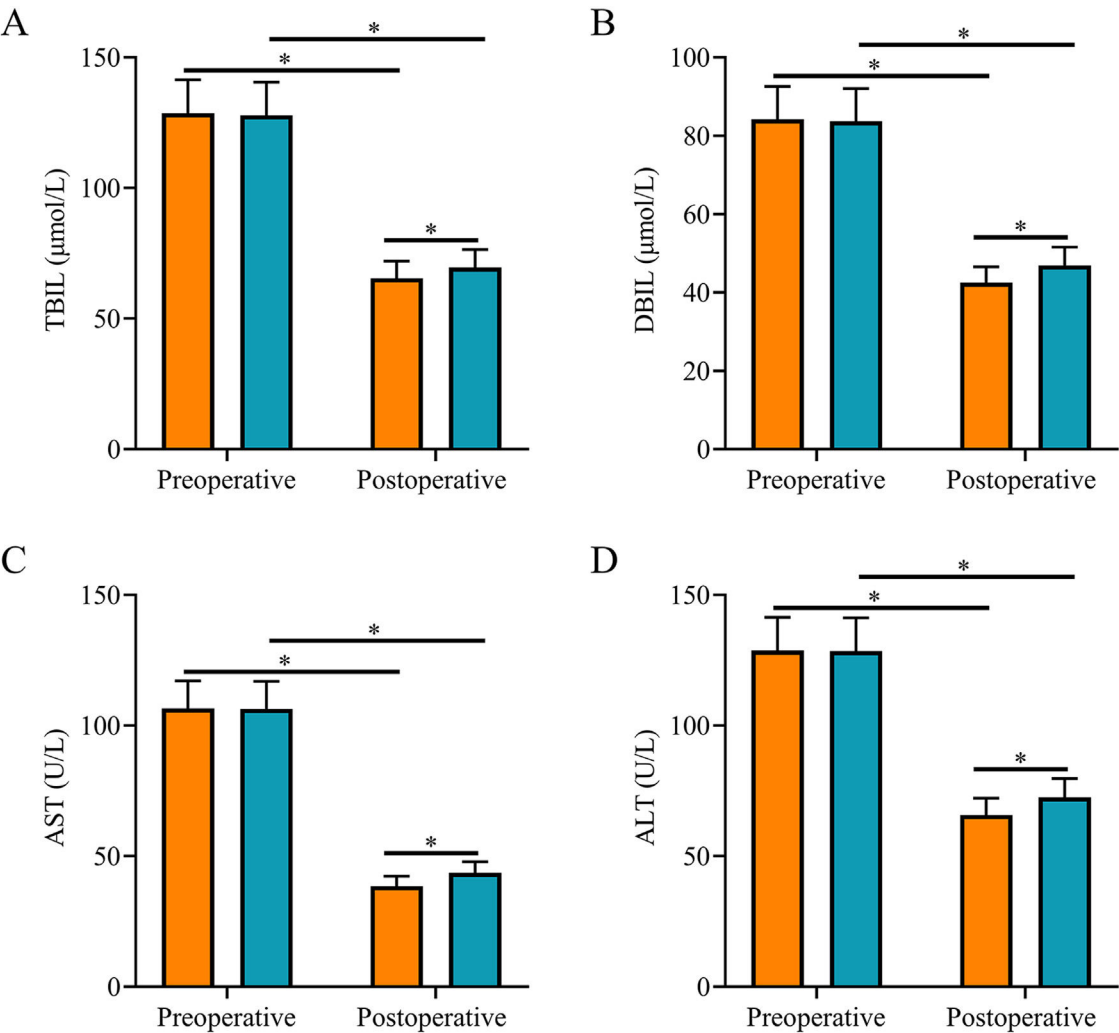 A
TBIL (μmol/L)
150
100
50
0
*
*
*
Preoperative
Postoperative
B
DBIL (μmol/L)
100
80
60
40
20
0
*
*
*
Preoperative
Postoperative
C
AST (U/L)
150
100
50
0
*
*
*
Preoperative
Postoperative
D
ALT (U/L)
150
100
50
0
*
*
*
Preoperative
Postoperative